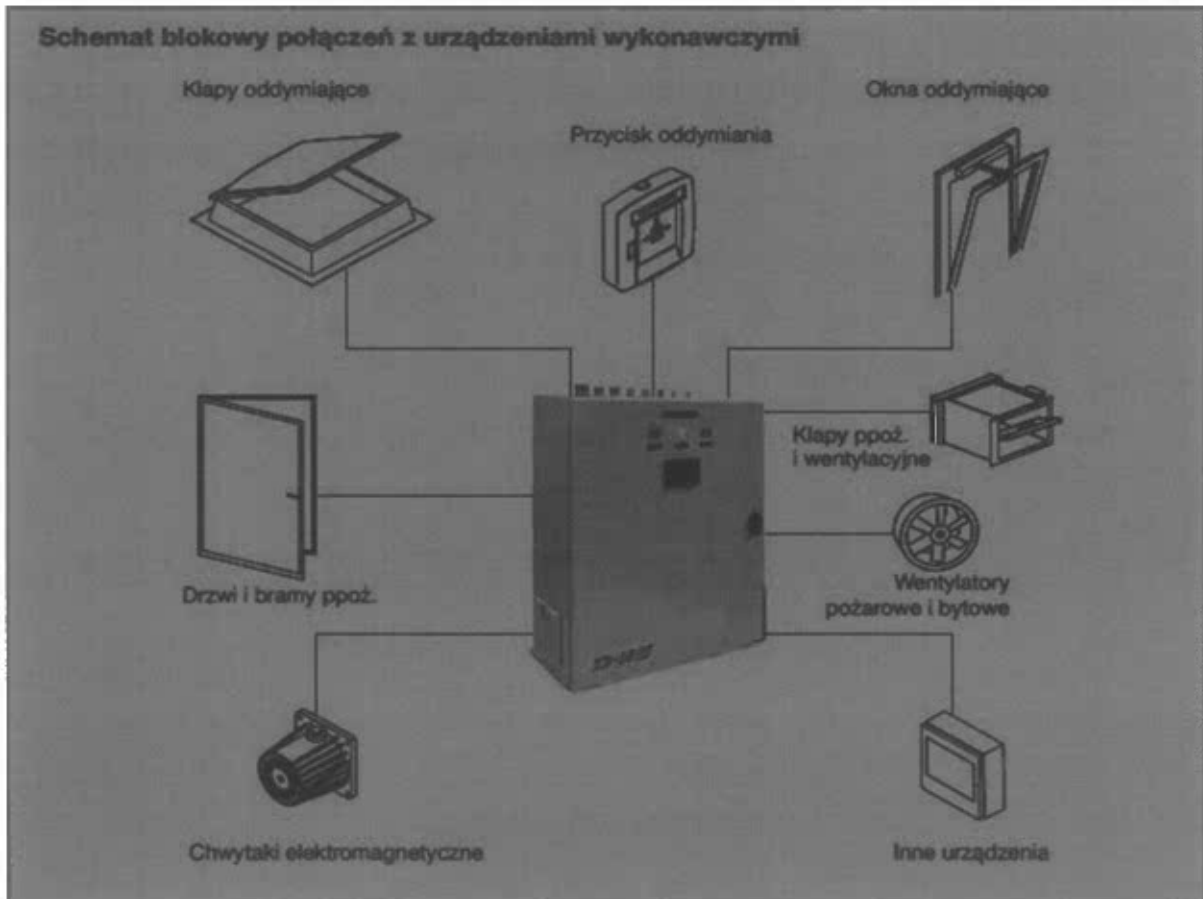 Schemat blokowy połączeń z urządzeniami wykonawczymi
Klapy oddymiające
Okna oddymiające
Przycisk oddymiania
Klapy ppoż.
i wentylacyjne
Drzwi i bramy ppoż.
Wentylatory
pożarowe i bytowe
Chwytaki elektromagnetyczne
Inne urządzenia